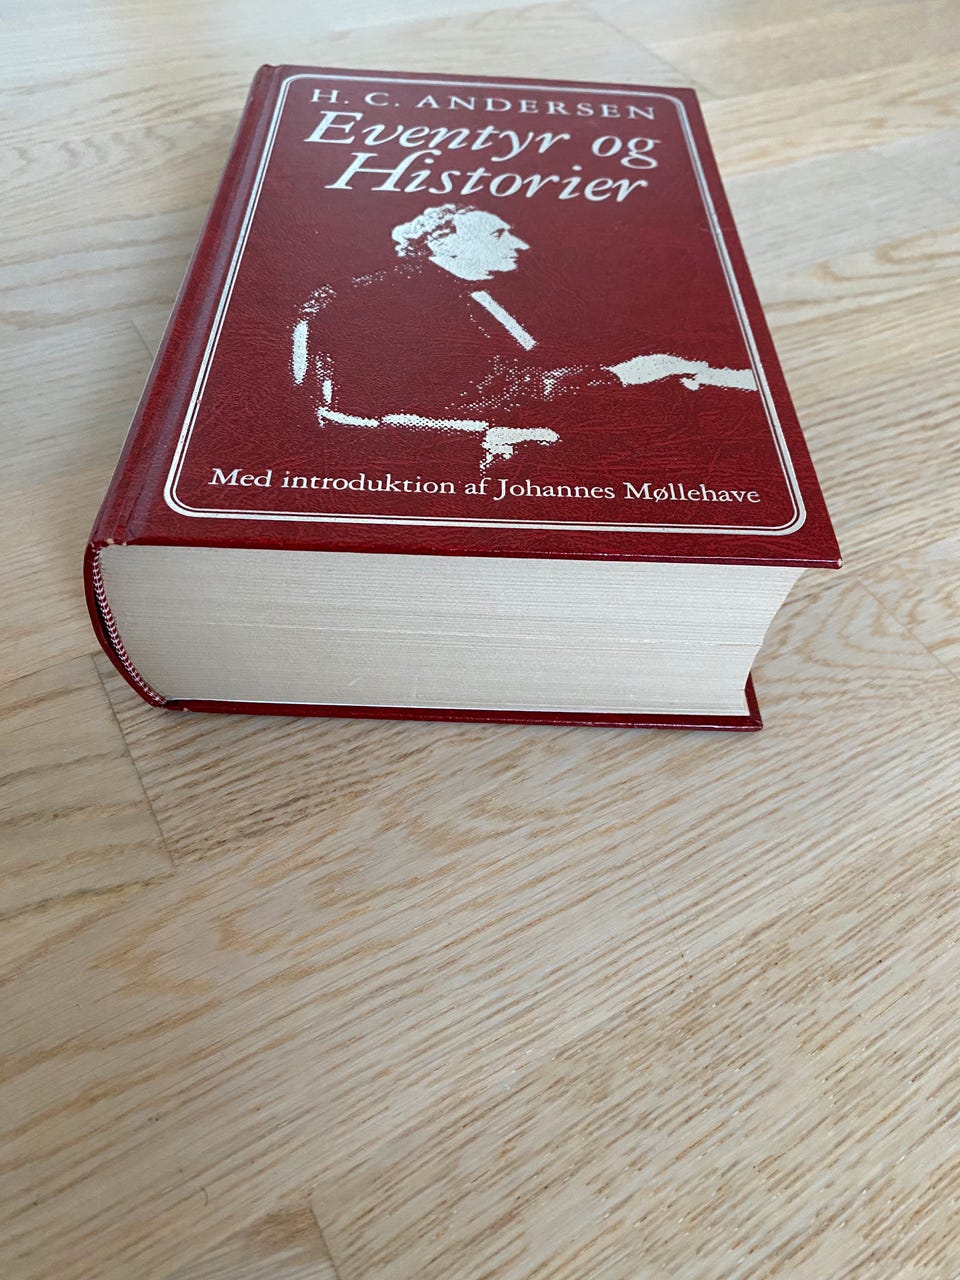 H. C. ANDERSEN
Eventyr og
Historier
Med introduktion af Johannes Møllehave